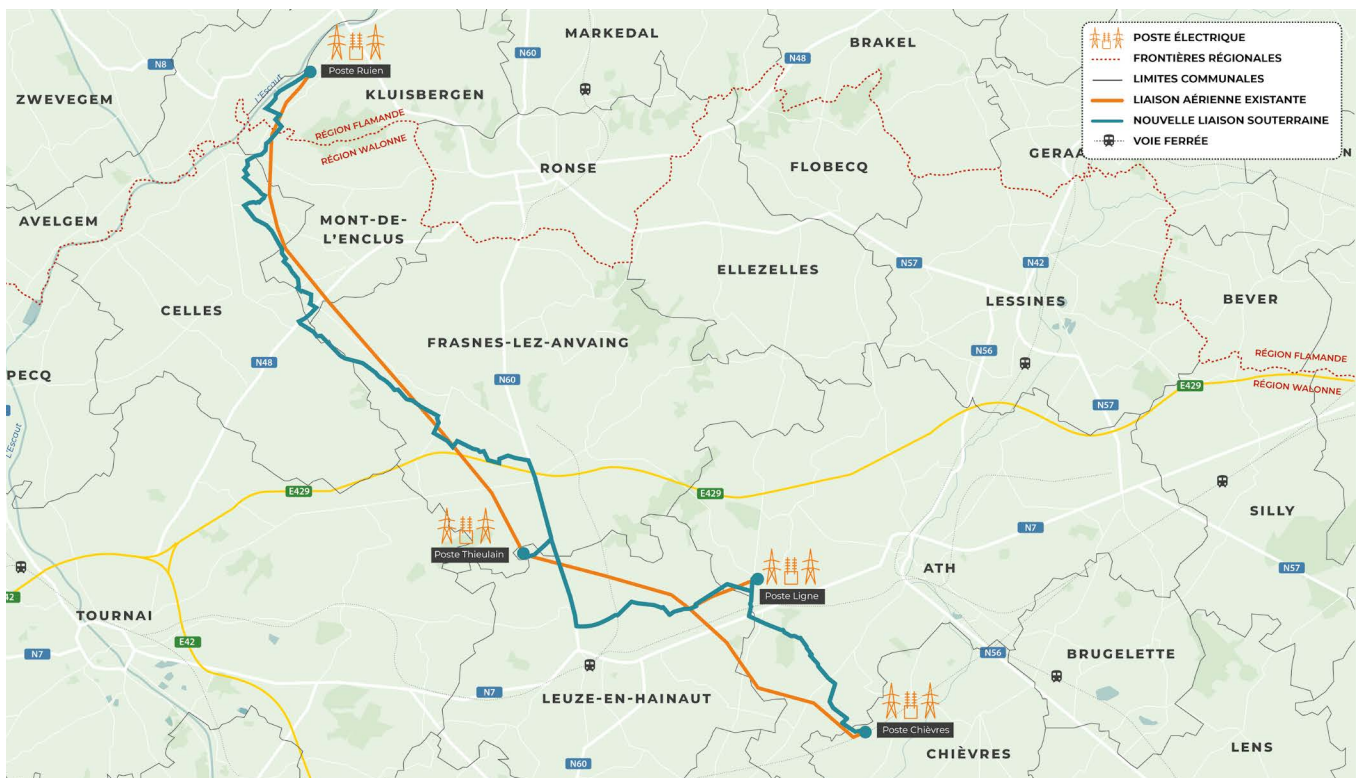 MARKEDAL
BRAKEL
N60
N48
N8
Poste Ruien
L'Escaut
ZWEVEGEM
KLUISBERGEN
RÉGION FLAMANDE
RÉGION WALONNE
RONSE
FLOBECQ
GERAA
EN
POSTE ÉLECTRIQUE
FRONTIÈRES RÉGIONALES
LIMITES COMMUNALES
LIAISON AÉRIENNE EXISTANTE
NOUVELLE LIAISON SOUTERRAINE
VOIE FERRÉE
AVELGEM
MONT-DE-
L'ENCLUS
N57
N42
ELLEZELLES
LESSINES
BEVER
CELLES
FRASNES-LEZ-ANVAING
N48
N60
N56
RÉGION FLAMANDE
RÉGION WALONNE
PECQ
E429
N57
L'Escaut
E429
E429
SILLY
N7
Poste Thieulain
ATH
N57
42
Poste Ligne
TOURNAI
E42
N7
N56
BRUGELETTE
N7
LEUZE-EN-HAINAUT
Poste Chièvres
CHIÈVRES
LENS
N60